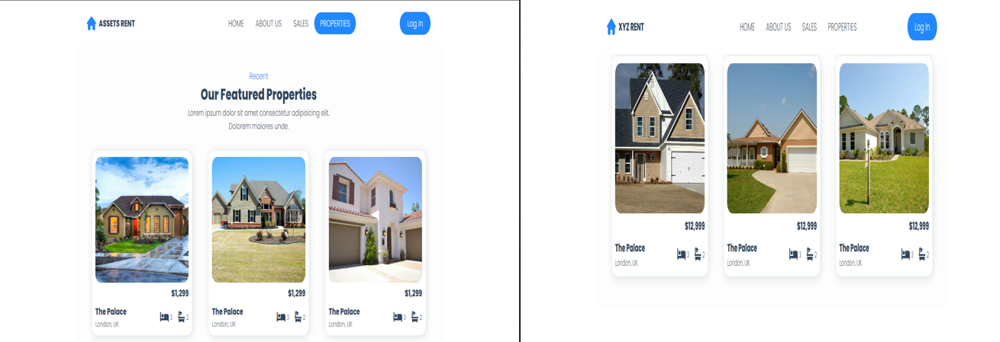 ASSETS RENT HOME ABOUT US SALES PROPERTIES Log In
Recent
Our Featured Properties
Lorem ipsum dolor sit amet consectetur adipisicing elit.
Dolorem maiores unde.
$1,299 $1,299 $1,299
The Palace 3 2 The Palace 3 2 The Palace 3 2
London, UK London, UK London, UK
XYZ RENT HOME ABOUT US SALES PROPERTIES Log In
$12,999 $12,999 $12,999
The Palace 3 2 The Palace 3 2 The Palace 3 2
London, UK London, UK London, UK